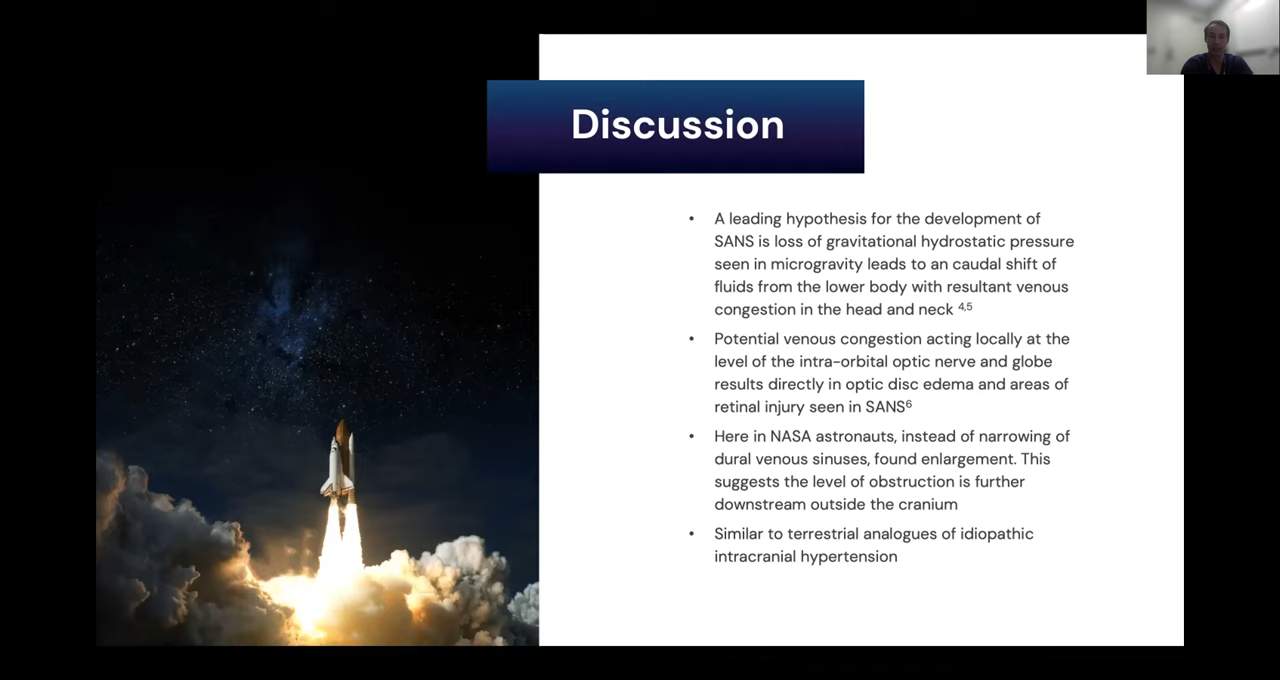 Discussion
• A leading hypothesis for the development of
SANS is loss of gravitational hydrostatic pressure
seen in microgravity leads to an caudal shift of
fluids from the lower body with resultant venous
congestion in the head and neck 4,5
• Potential venous congestion acting locally at the
level of the intra-orbital optic nerve and globe
results directly in optic disc edema and areas of
retinal injury seen in SANS6
• Here in NASA astronauts, instead of narrowing of
dural venous sinuses, found enlargement. This
suggests the level of obstruction is further
downstream outside the cranium
• Similar to terrestrial analogues of idiopathic
intracranial hypertension